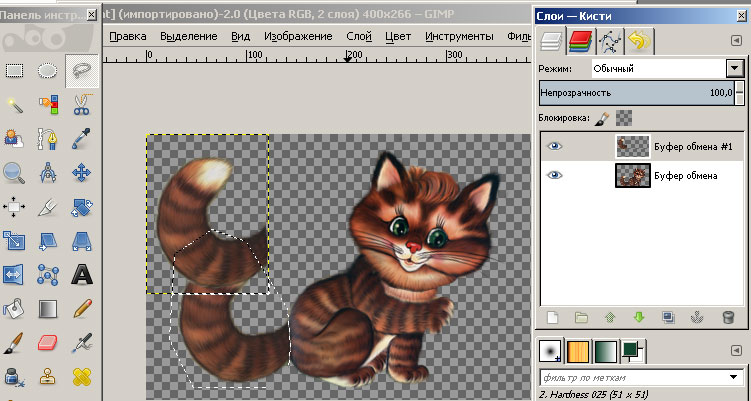 Панель инстр...
нt] (импортировано)-2.0 (Цвета RGB, 2 слоя) 400x266 – GIMP
Правка Выделение Вид Изображение Слой Цвет Инструменты Филь
0 100 200 300
Слои — Кисти
Режим: Обычный
Непрозрачность 100,0
Блокировка:
Буфер обмена #1
Буфер обмена
фильтр по меткам
2. Hardness 025 (51 x 51)